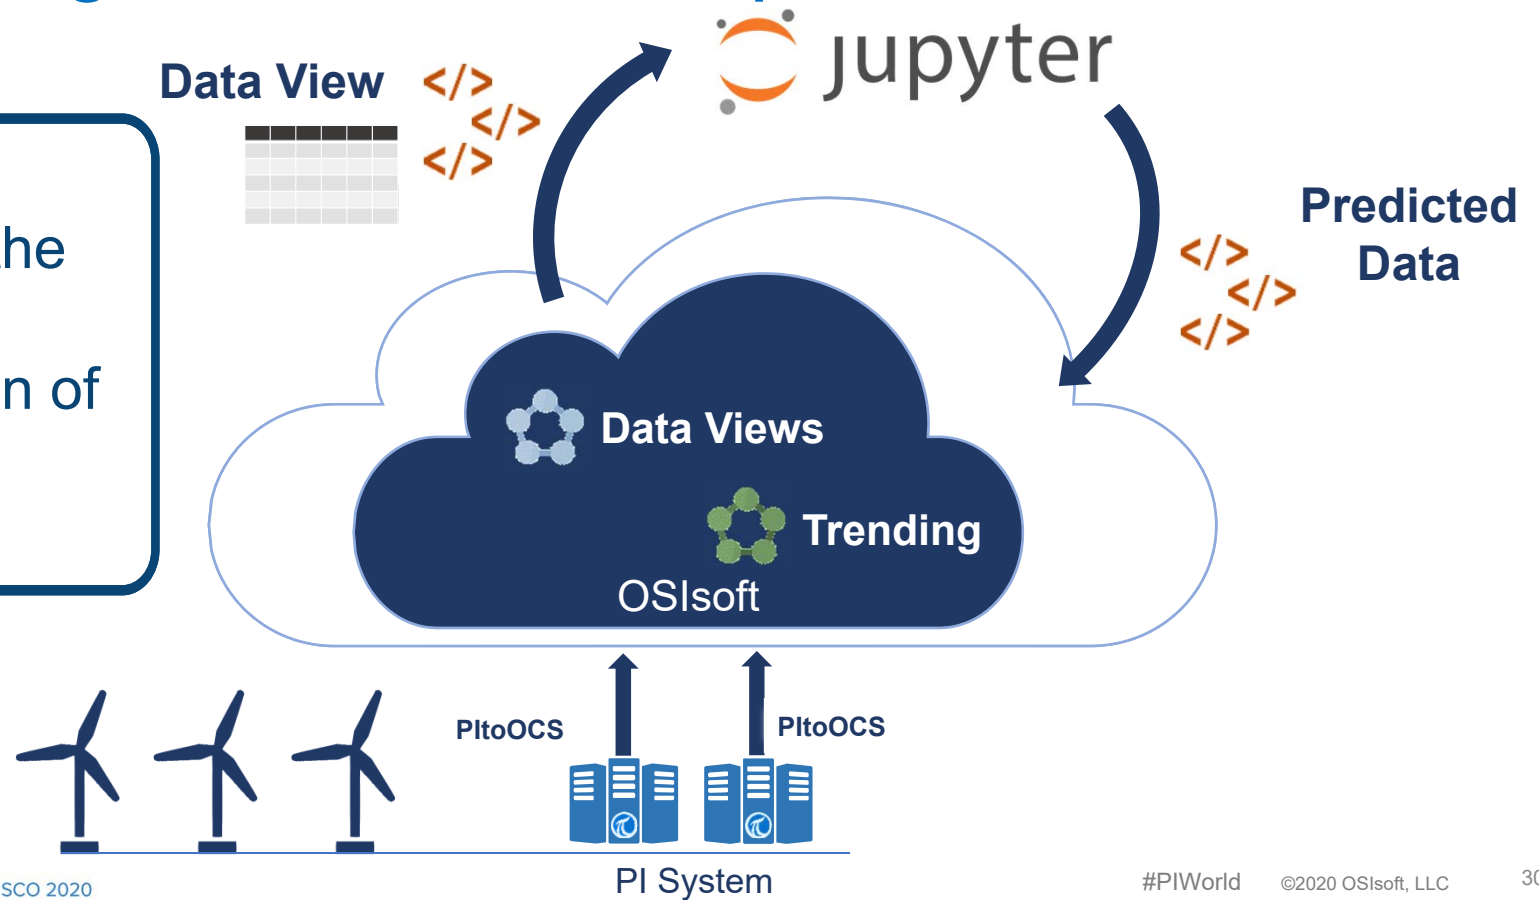 Data View
</>
</>
</>
jupyter
Predicted
Data
</>
</>
</>
n of
Data Views
Trending
OSIsoft
PItoOCS
PItoOCS
PI System
SCO 2020
#PIWorld
©2020 OSIsoft, LLC
30